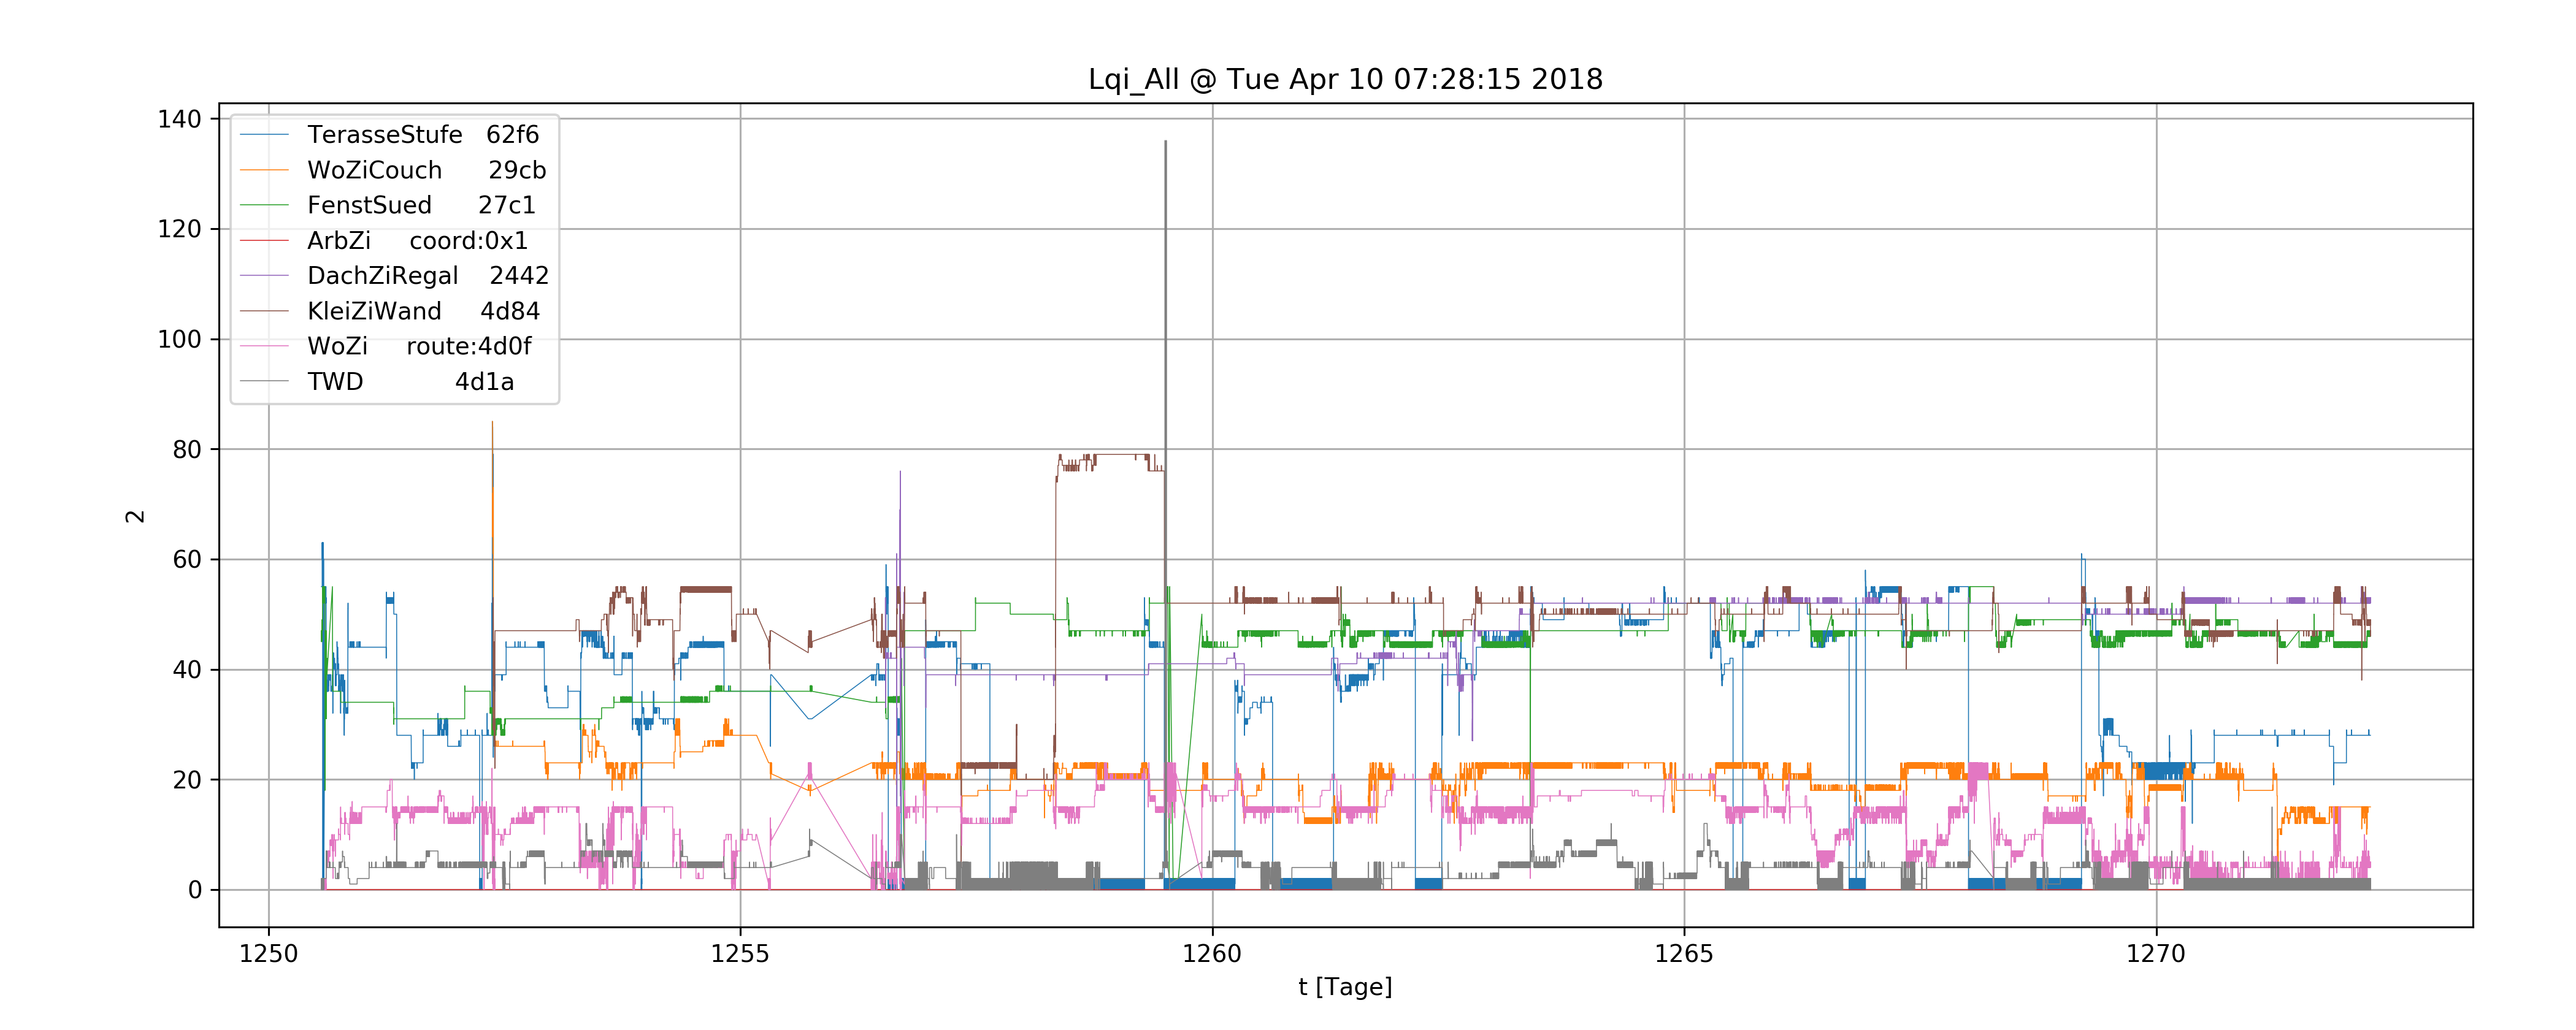 Lqi_All @ Tue Apr 10 07:28:15 2018
140
120
100
80
60
40
20
0
2
TerasseStufe 62f6
WoZiCouch 29cb
FenstSued 27c1
ArbZi coord:0x1
DachZiRegal 2442
KleiZiWand 4d84
WoZi route:4d0f
TWD 4d1a
1250 1255 1260 1265 1270
t [Tage]